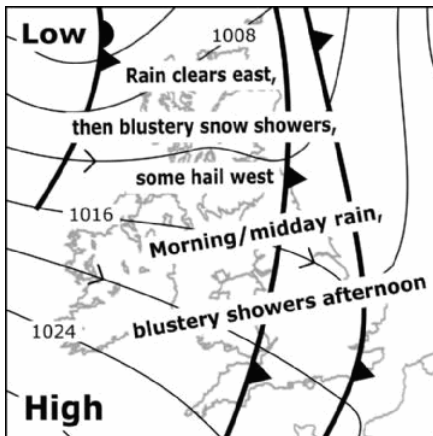 Low
1008
Rain clears east,
then blustery snow showers,
some hail west
1016
Morning/midday rain,
blustery showers afternoon
1024
High